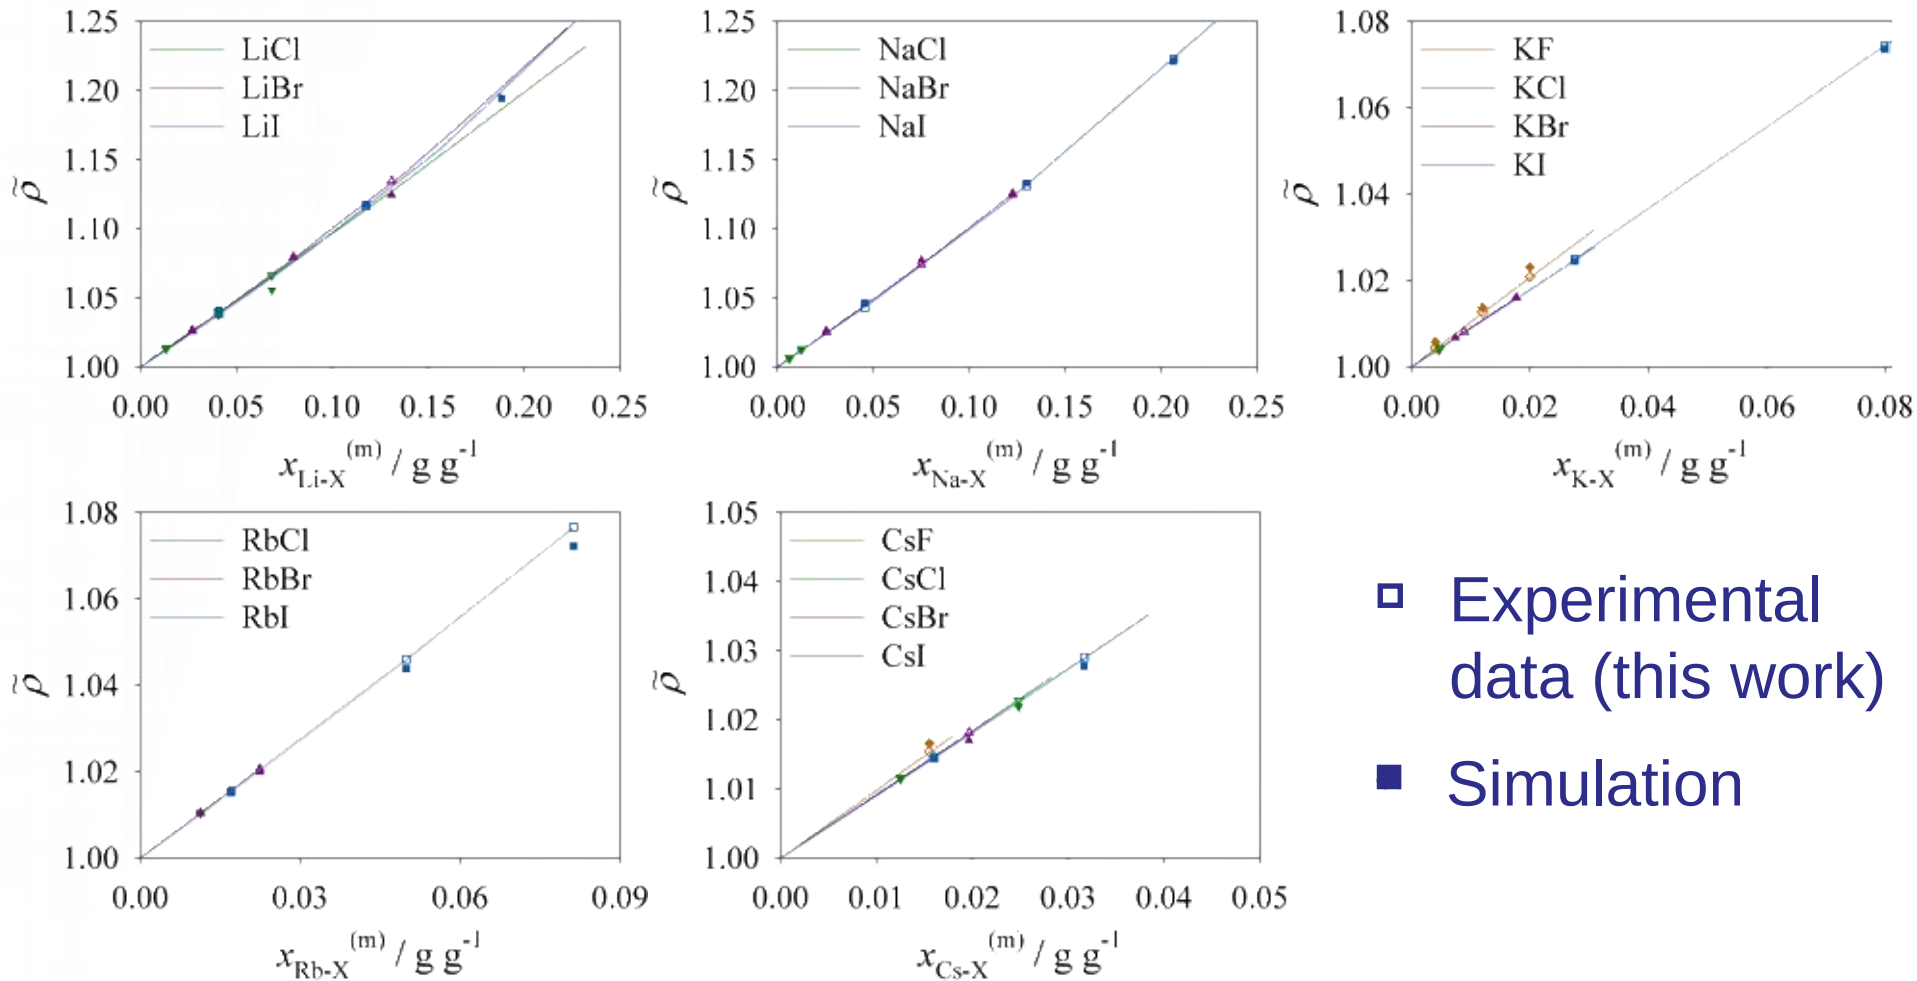 1.25
1.20
1.15
1.10
1.05
1.00
ρ̃
LiCl
LiBr
LiI
0.00 0.05 0.10 0.15 0.20 0.25
x_Li-X^(m) / g g^-1
1.25
1.20
1.15
1.10
1.05
1.00
ρ̃
NaCl
NaBr
NaI
0.00 0.05 0.10 0.15 0.20 0.25
x_Na-X^(m) / g g^-1
1.08
1.06
1.04
1.02
1.00
ρ̃
KF
KCl
KBr
KI
0.00 0.02 0.04 0.06 0.08
x_K-X^(m) / g g^-1
1.08
1.06
1.04
1.02
1.00
ρ̃
RbCl
RbBr
RbI
0.00 0.03 0.06 0.09
x_Rb-X^(m) / g g^-1
1.05
1.04
1.03
1.02
1.01
1.00
ρ̃
CsF
CsCl
CsBr
CsI
0.00 0.01 0.02 0.03 0.04 0.05
x_Cs-X^(m) / g g^-1
Experimental
data (this work)
Simulation